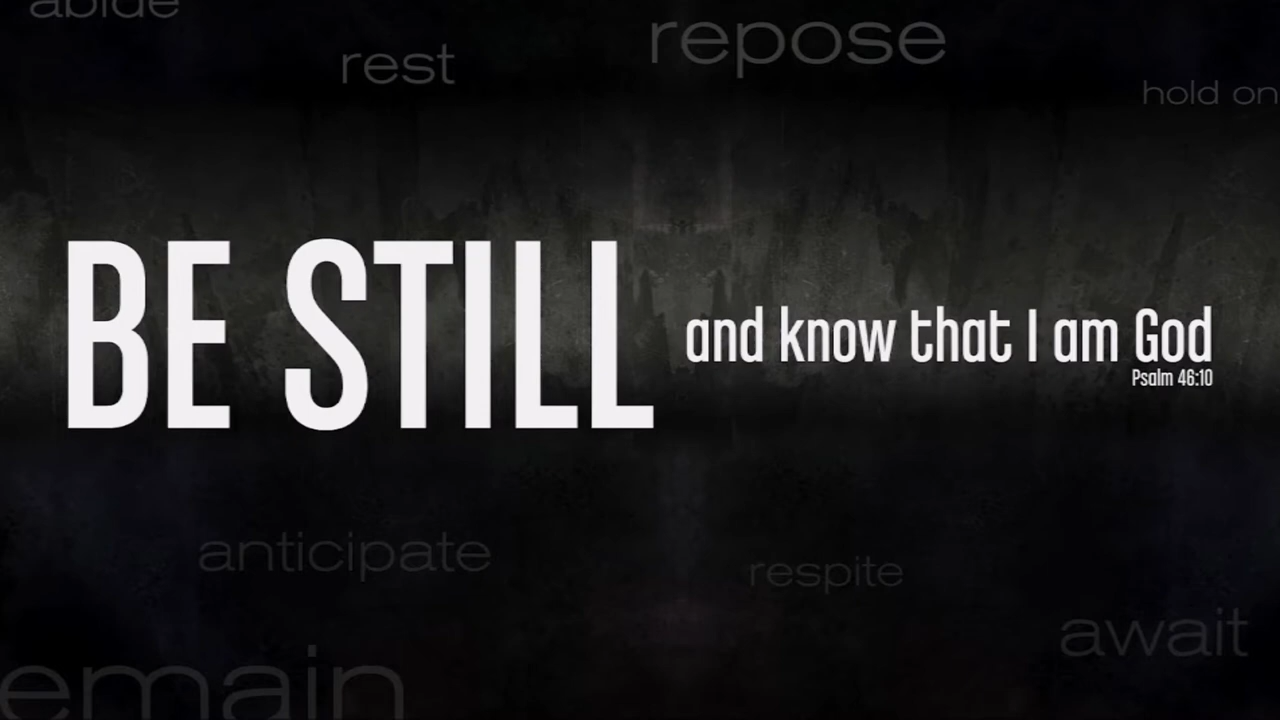 abide
repose
rest
hold on
BE STILL and know that I am God
Psalm 46:10
anticipate
respite
await
emain